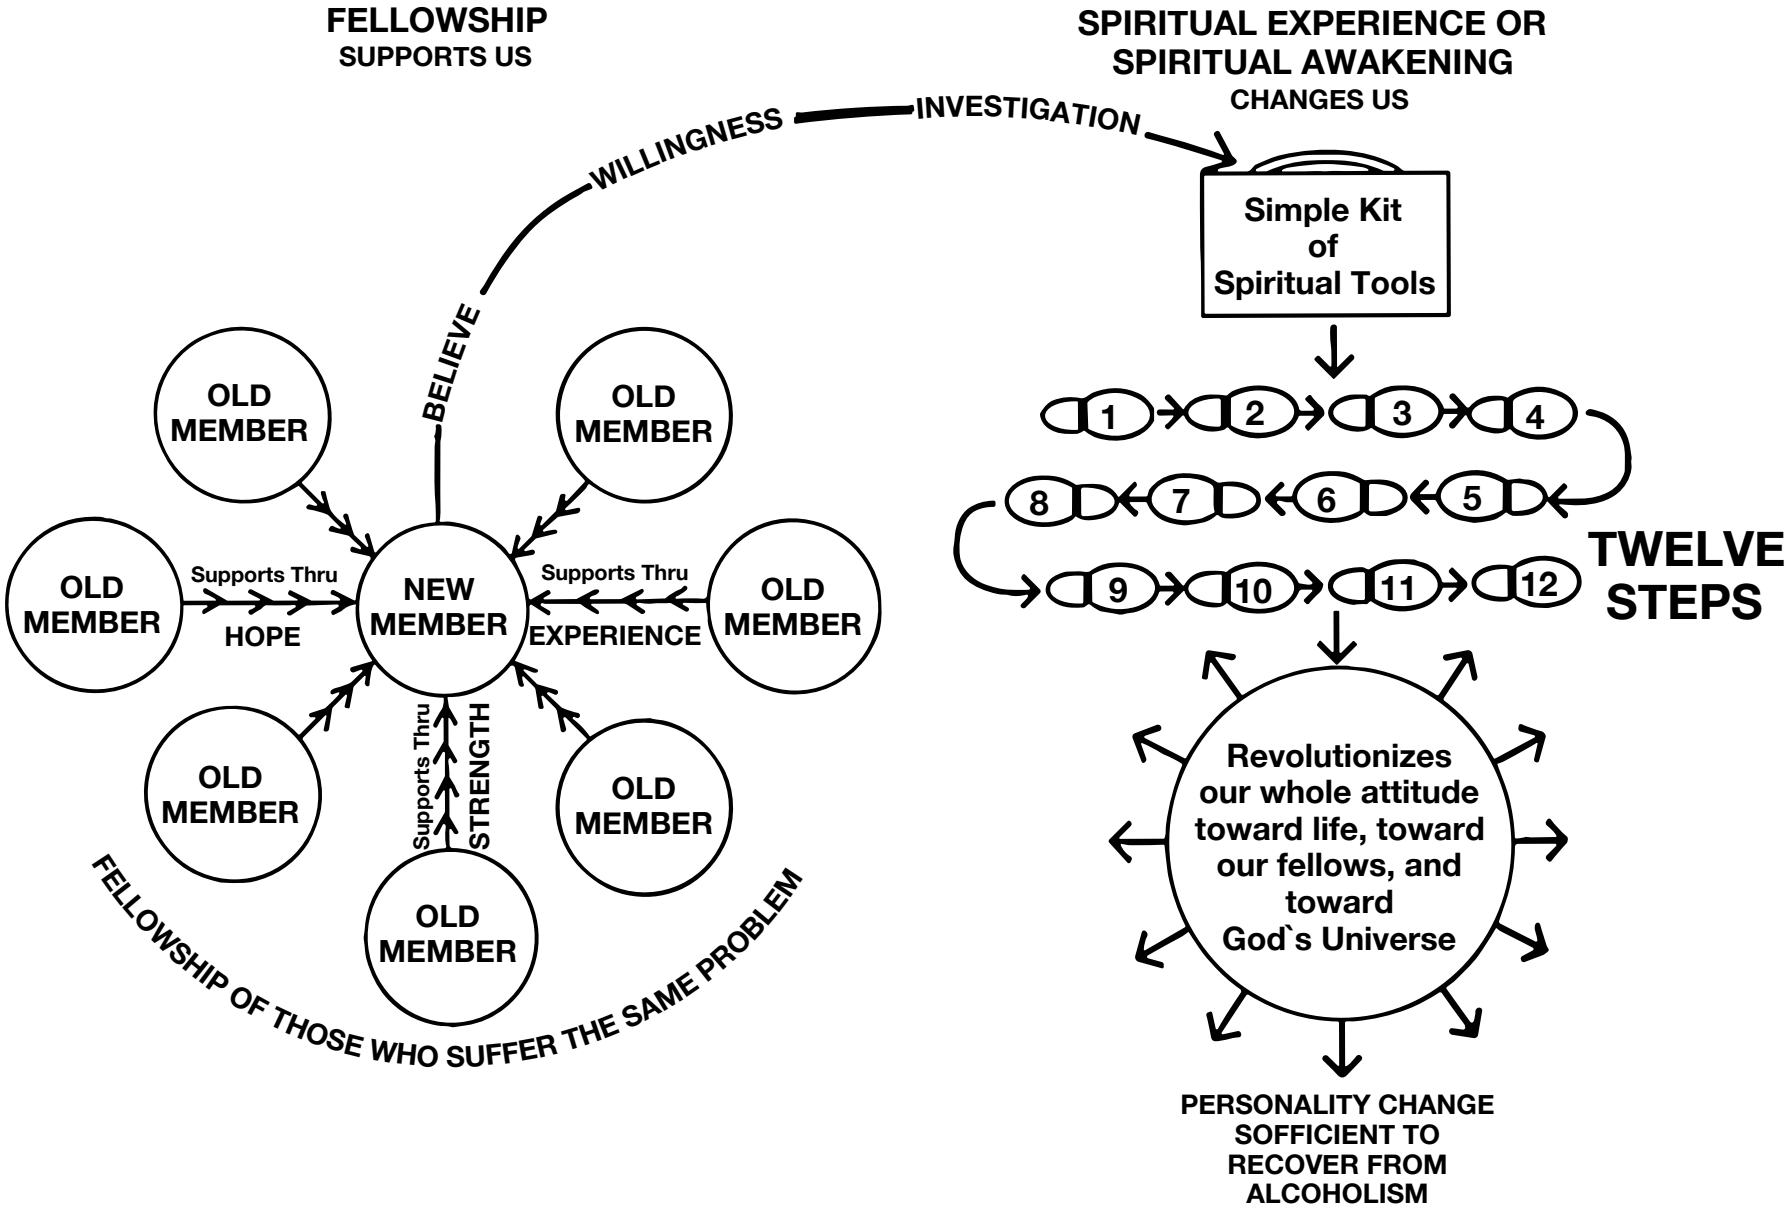 FELLOWSHIP
SUPPORTS US
SPIRITUAL EXPERIENCE OR
SPIRITUAL AWAKENING
CHANGES US
BELIEVE
WILLINGNESS
INVESTIGATION
Simple Kit
of
Spiritual Tools
OLD
MEMBER
OLD
MEMBER
OLD
MEMBER
Supports Thru
HOPE
NEW
MEMBER
Supports Thru
EXPERIENCE
OLD
MEMBER
OLD
MEMBER
Supports Thru
STRENGTH
OLD
MEMBER
OLD
MEMBER
FELLOWSHIP OF THOSE WHO SUFFER THE SAME PROBLEM
1 2 3 4
8 7 6 5
9 10 11 12
TWELVE
STEPS
Revolutionizes
our whole attitude
toward life, toward
our fellows, and
toward
God`s Universe
PERSONALITY CHANGE
SOFFICIENT TO
RECOVER FROM
ALCOHOLISM